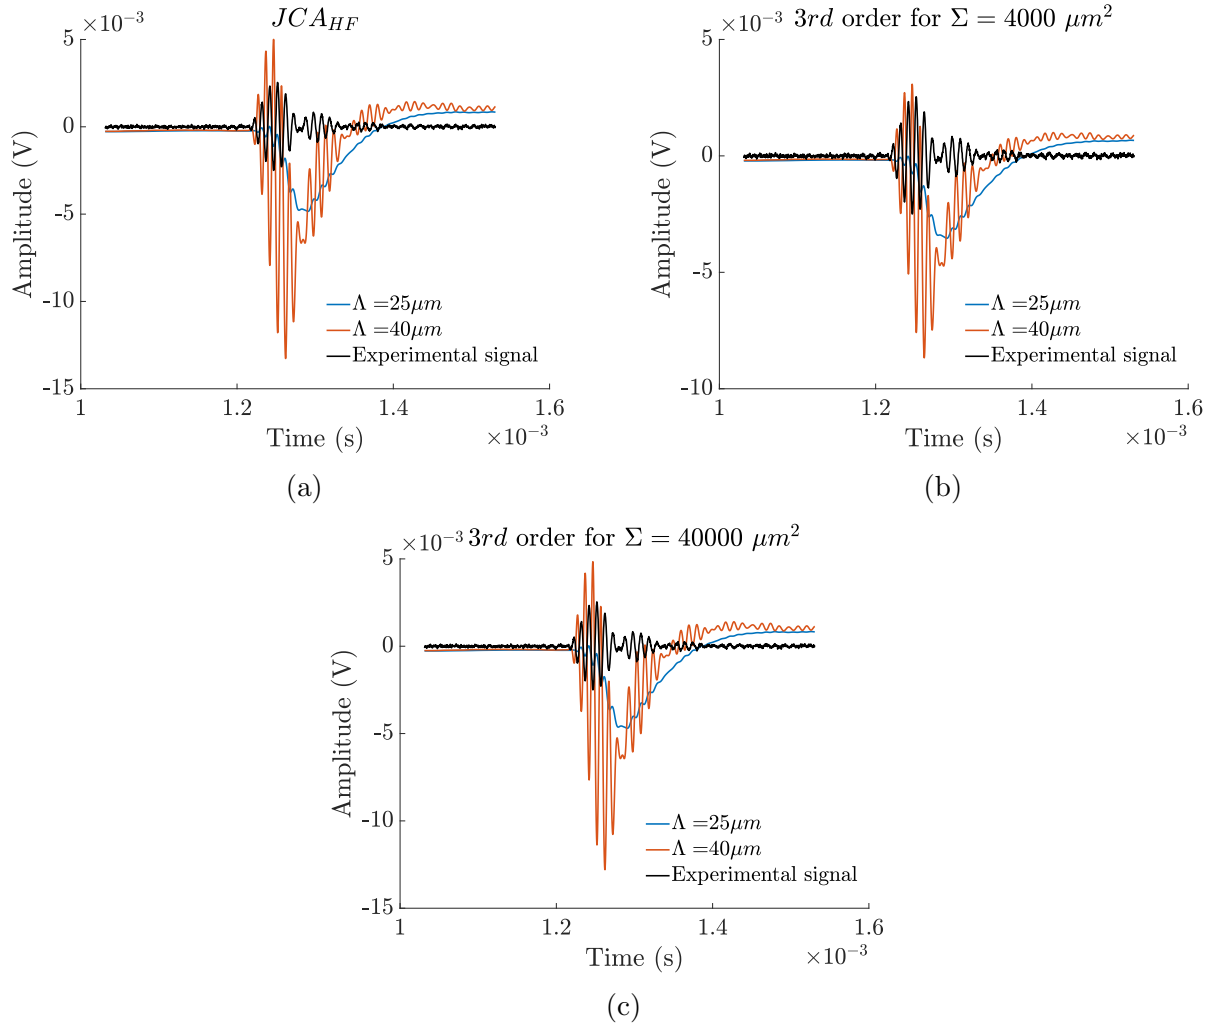 ×10⁻³
JCA_HF
5
0
-5
-10
-15
Amplitude (V)
Λ =25μm
Λ =40μm
Experimental signal
1
1.2
1.4
1.6
Time (s)
×10⁻³
(a)
×10⁻³
3rd order for Σ = 4000 μm²
5
0
-5
-10
Amplitude (V)
Λ =25μm
Λ =40μm
Experimental signal
1
1.2
1.4
1.6
Time (s)
×10⁻³
(b)
×10⁻³
3rd order for Σ = 40000 μm²
5
0
-5
-10
-15
Amplitude (V)
Λ =25μm
Λ =40μm
Experimental signal
1
1.2
1.4
1.6
Time (s)
×10⁻³
(c)